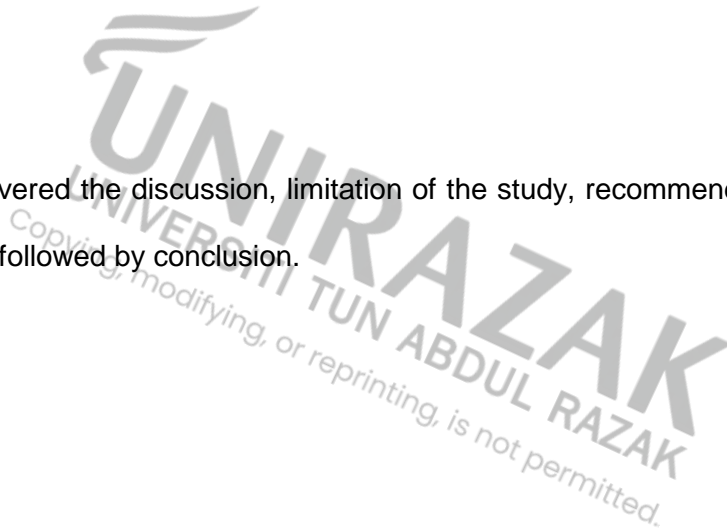 vered the discussion, limitation of the study, recommen
followed by conclusion.
UNIRAZAK
UNIVERSITI TUN ABDUL RAZAK
Copying, modifying, or reprinting, is not permitted.